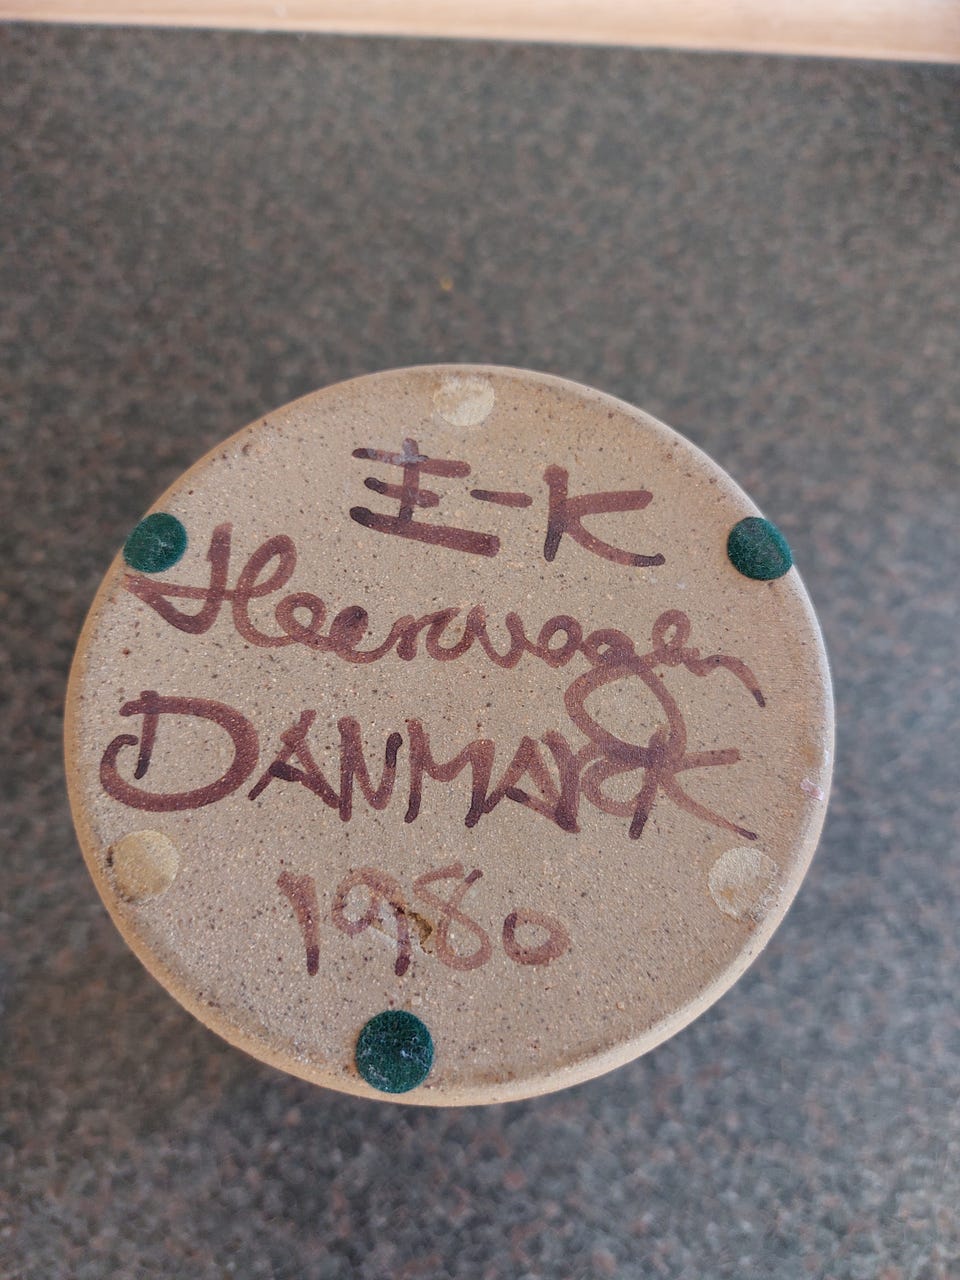 E-K
Heerwagen
DANMARK
1980